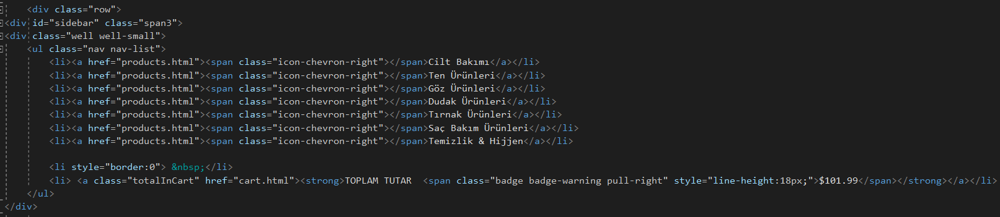 <div class="row">
<div id="sidebar" class="span3">
<div class="well well-small">
<ul class="nav nav-list">
<li><a href="products.html"><span class="icon-chevron-right"></span>Cilt Bakımı</a></li>
<li><a href="products.html"><span class="icon-chevron-right"></span>Ten Ürünleri</a></li>
<li><a href="products.html"><span class="icon-chevron-right"></span>Göz Ürünleri</a></li>
<li><a href="products.html"><span class="icon-chevron-right"></span>Dudak Ürünleri</a></li>
<li><a href="products.html"><span class="icon-chevron-right"></span>Tırnak Ürünleri</a></li>
<li><a href="products.html"><span class="icon-chevron-right"></span>Saç Bakım Ürünleri</a></li>
<li><a href="products.html"><span class="icon-chevron-right"></span>Temizlik & Hijjen</a></li>
<li style="border:0"> &nbsp;</li>
<li> <a class="totalInCart" href="cart.html"><strong>TOPLAM TUTAR  <span class="badge badge-warning pull-right" style="line-height:18px;">$101.99</span></strong></a></li>
</ul>
</div>